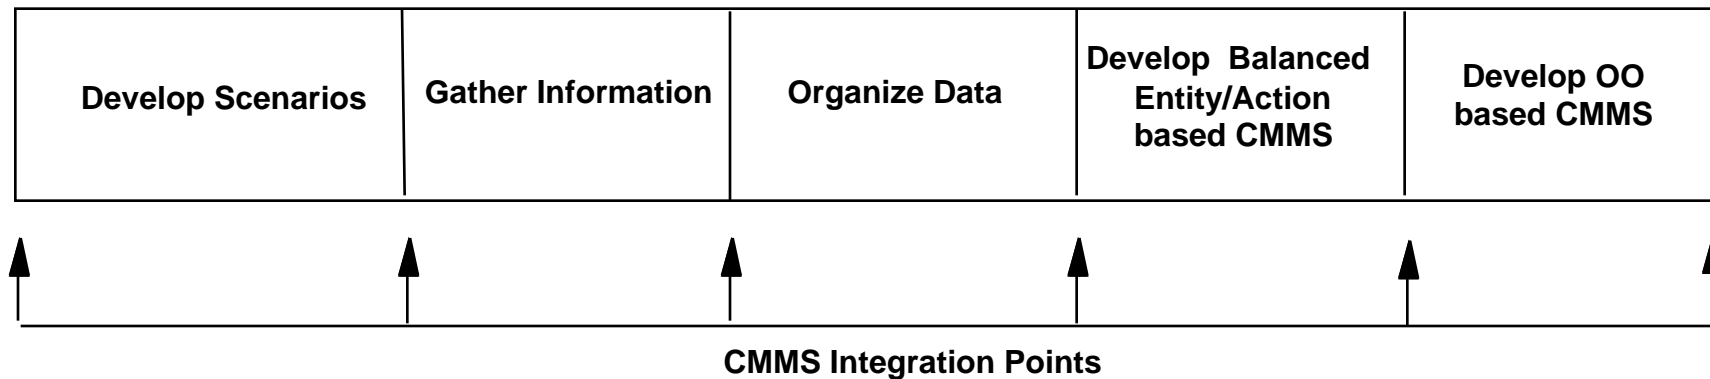 Develop Scenarios
Gather Information
Organize Data
Develop  Balanced
Entity/Action
based CMMS
Develop OO
based CMMS
CMMS Integration Points